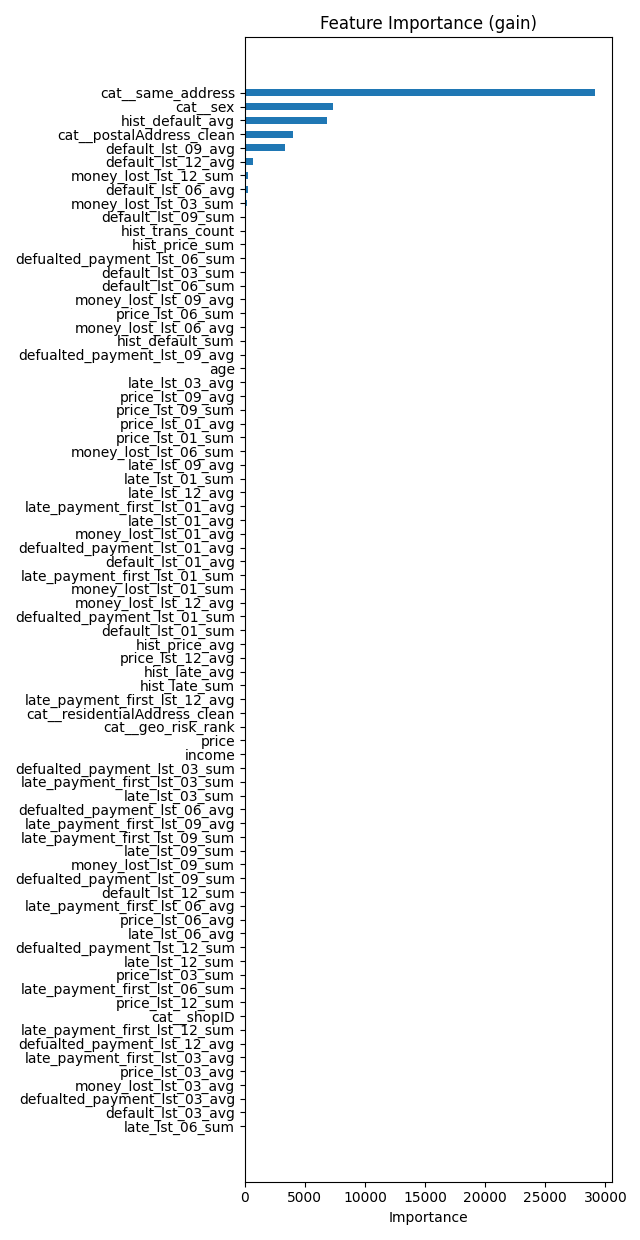 Feature Importance (gain)
cat__same_address
cat__sex
hist_default_avg
cat__postalAddress_clean
default_lst_09_avg
default_lst_12_avg
money_lost_lst_12_sum
default_lst_06_avg
money_lost_lst_03_sum
default_lst_09_sum
hist_trans_count
hist_price_sum
defualted_payment_lst_06_sum
default_lst_03_sum
default_lst_06_sum
money_lost_lst_09_avg
price_lst_06_sum
money_lost_lst_06_avg
hist_default_sum
defualted_payment_lst_09_avg
age
late_lst_03_avg
price_lst_09_avg
price_lst_09_sum
price_lst_01_avg
price_lst_01_sum
money_lost_lst_06_sum
late_lst_09_avg
late_lst_01_sum
late_lst_12_avg
late_payment_first_lst_01_avg
late_lst_01_avg
money_lost_lst_01_avg
defualted_payment_lst_01_avg
default_lst_01_avg
late_payment_first_lst_01_sum
money_lost_lst_01_sum
money_lost_lst_12_avg
defualted_payment_lst_01_sum
default_lst_01_sum
hist_price_avg
price_lst_12_avg
hist_late_avg
hist_late_sum
late_payment_first_lst_12_avg
cat__residentialAddress_clean
cat__geo_risk_rank
price
income
defualted_payment_lst_03_sum
late_payment_first_lst_03_sum
late_lst_03_sum
defualted_payment_lst_06_avg
late_payment_first_lst_09_avg
late_payment_first_lst_09_sum
late_lst_09_sum
money_lost_lst_09_sum
defualted_payment_lst_09_sum
default_lst_12_sum
late_payment_first_lst_06_avg
price_lst_06_avg
late_lst_06_avg
defualted_payment_lst_12_sum
late_lst_12_sum
price_lst_03_sum
late_payment_first_lst_06_sum
price_lst_12_sum
cat__shopID
late_payment_first_lst_12_sum
defualted_payment_lst_12_avg
late_payment_first_lst_03_avg
price_lst_03_avg
money_lost_lst_03_avg
defualted_payment_lst_03_avg
default_lst_03_avg
late_lst_06_sum
0 5000 10000 15000 20000 25000 30000
Importance